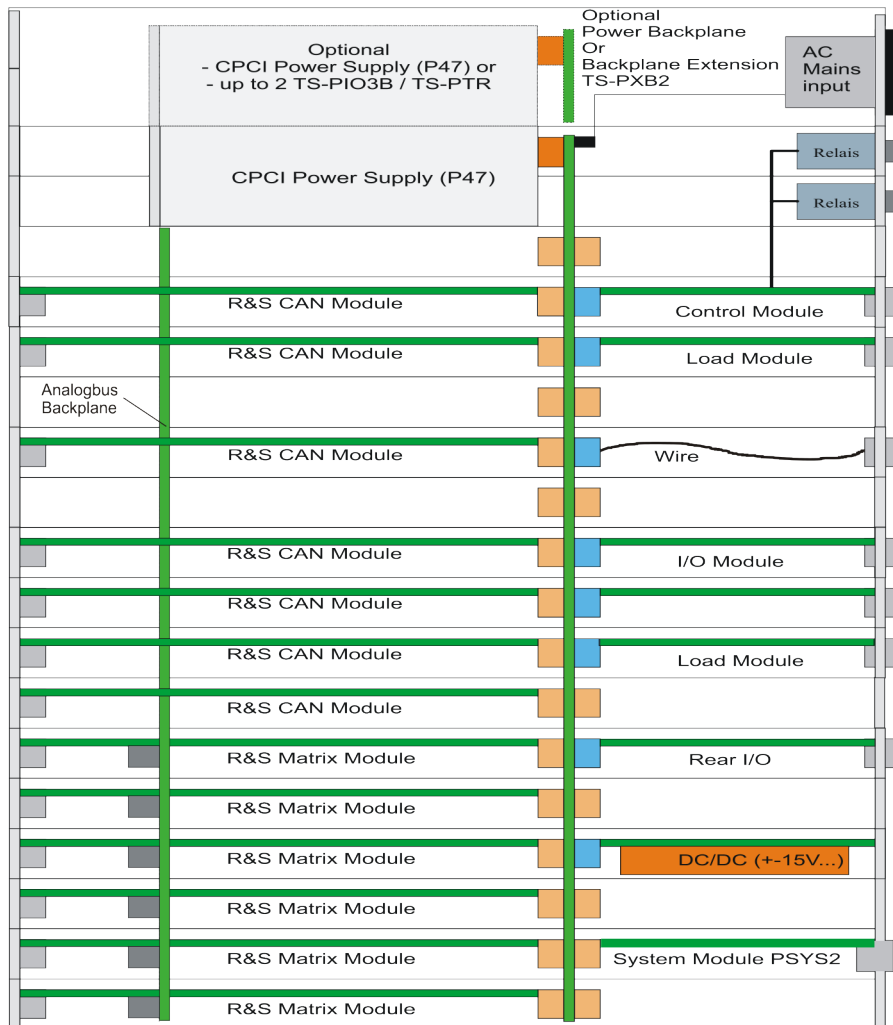 Optional
- CPCI Power Supply (P47) or
- up to 2 TS-PIO3B / TS-PTR
Optional
Power Backplane
Or
Backplane Extension
TS-PXB2
AC
Mains
input
CPCI Power Supply (P47)
Relais
Relais
R&S CAN Module
Control Module
R&S CAN Module
Load Module
Analogbus
Backplane
R&S CAN Module
Wire
R&S CAN Module
I/O Module
R&S CAN Module
R&S CAN Module
Load Module
R&S CAN Module
R&S Matrix Module
Rear I/O
R&S Matrix Module
R&S Matrix Module
DC/DC (+-15V...)
R&S Matrix Module
R&S Matrix Module
System Module PSYS2
R&S Matrix Module